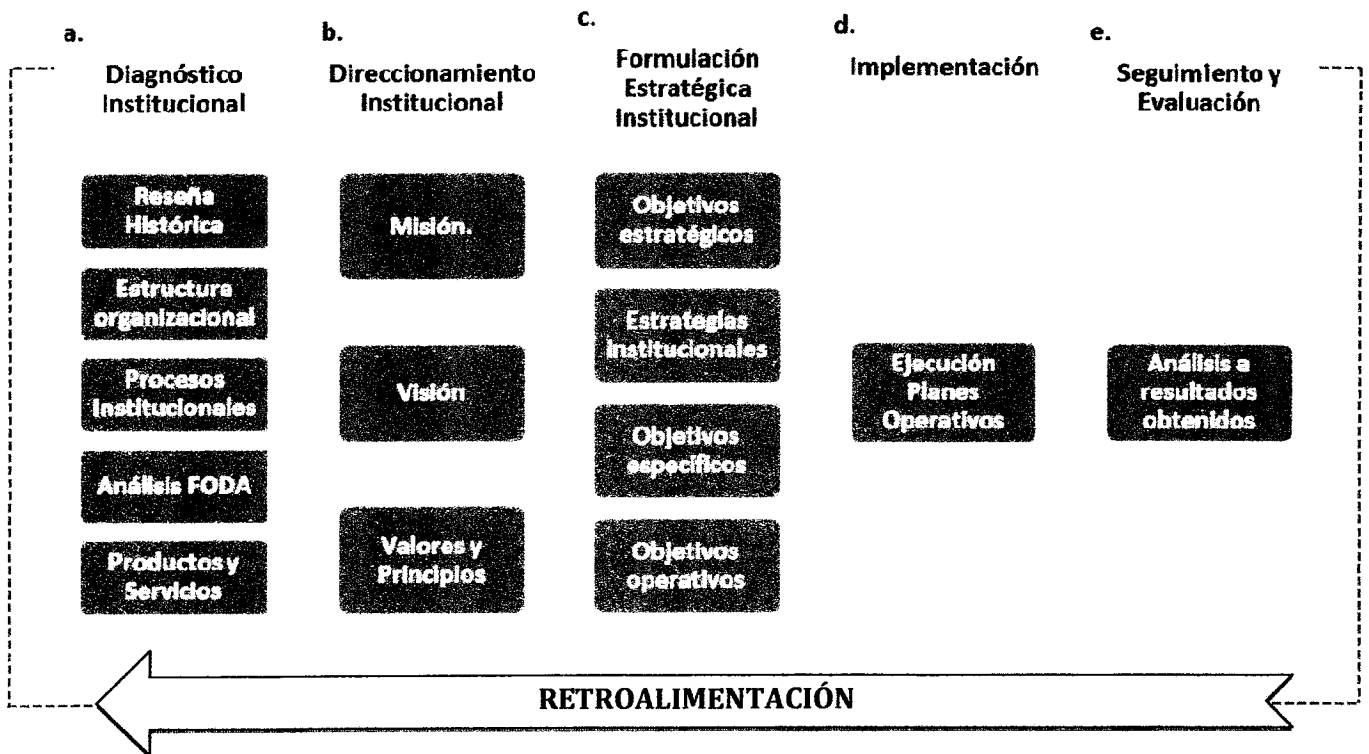 a.
Diagnóstico
Institucional
Reseña
Histórica
Estructura
organizacional
Procesos
Institucionales
Análisis FODA
Productos y
Servicios
b.
Direccionamiento
Institucional
Misión.
Visión
Valores y
Principios
c.
Formulación
Estratégica
Institucional
Objetivos
estratégicos
Estrategias
institucionales
Objetivos
específicos
Objetivos
operativos
d.
Implementación
Ejecución
Planes
Operativos
e.
Seguimiento y
Evaluación
Análisis a
resultados
obtenidos
RETROALIMENTACIÓN